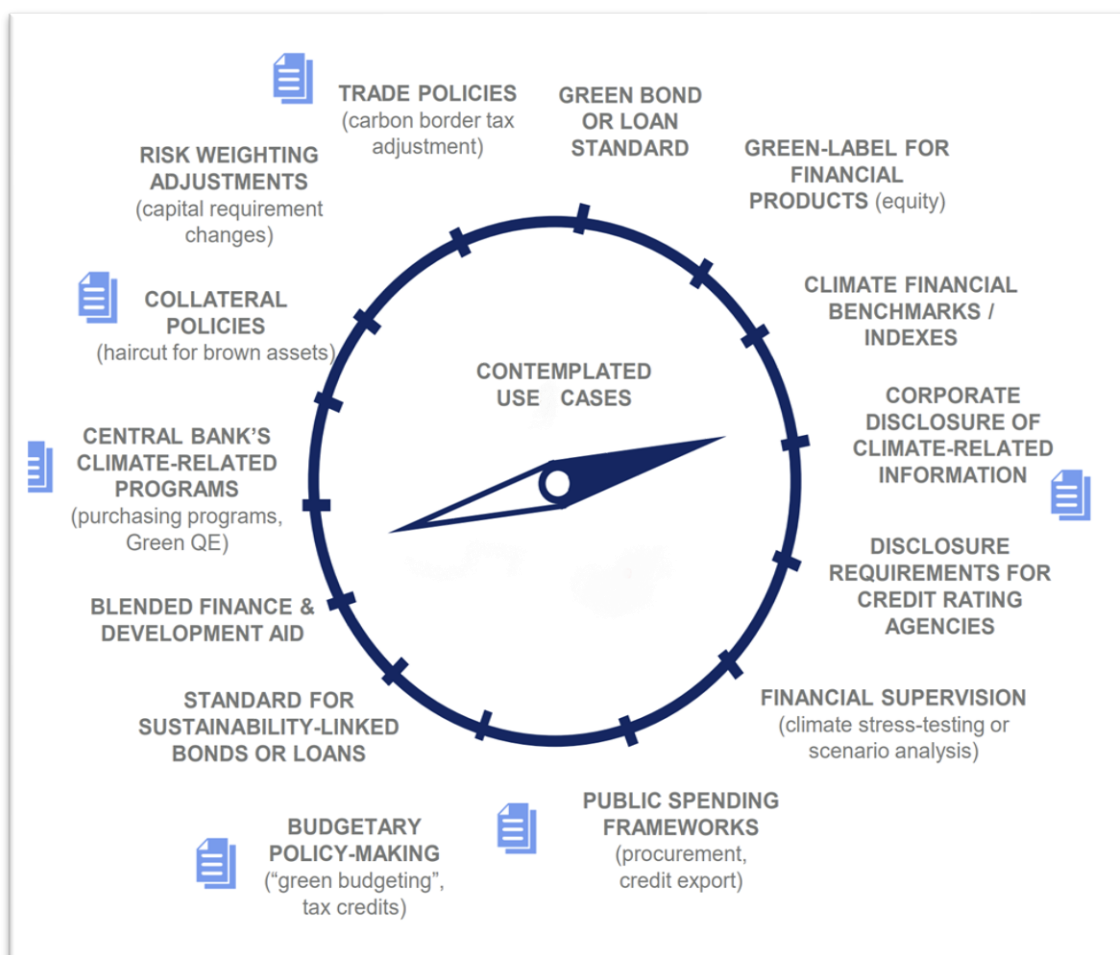 TRADE POLICIES
(carbon border tax
adjustment)
GREEN BOND
OR LOAN
STANDARD
GREEN-LABEL FOR
FINANCIAL
PRODUCTS (equity)
CLIMATE FINANCIAL
BENCHMARKS /
INDEXES
CORPORATE
DISCLOSURE OF
CLIMATE-RELATED
INFORMATION
DISCLOSURE
REQUIREMENTS FOR
CREDIT RATING
AGENCIES
FINANCIAL SUPERVISION
(climate stress-testing or
scenario analysis)
PUBLIC SPENDING
FRAMEWORKS
(procurement,
credit export)
BUDGETARY
POLICY-MAKING
(“green budgeting”,
tax credits)
STANDARD FOR
SUSTAINABILITY-LINKED
BONDS OR LOANS
BLENDED FINANCE &
DEVELOPMENT AID
CENTRAL BANK’S
CLIMATE-RELATED
PROGRAMS
(purchasing programs,
Green QE)
COLLATERAL
POLICIES
(haircut for brown assets)
RISK WEIGHTING
ADJUSTMENTS
(capital requirement
changes)
CONTEMPLATED
USE CASES